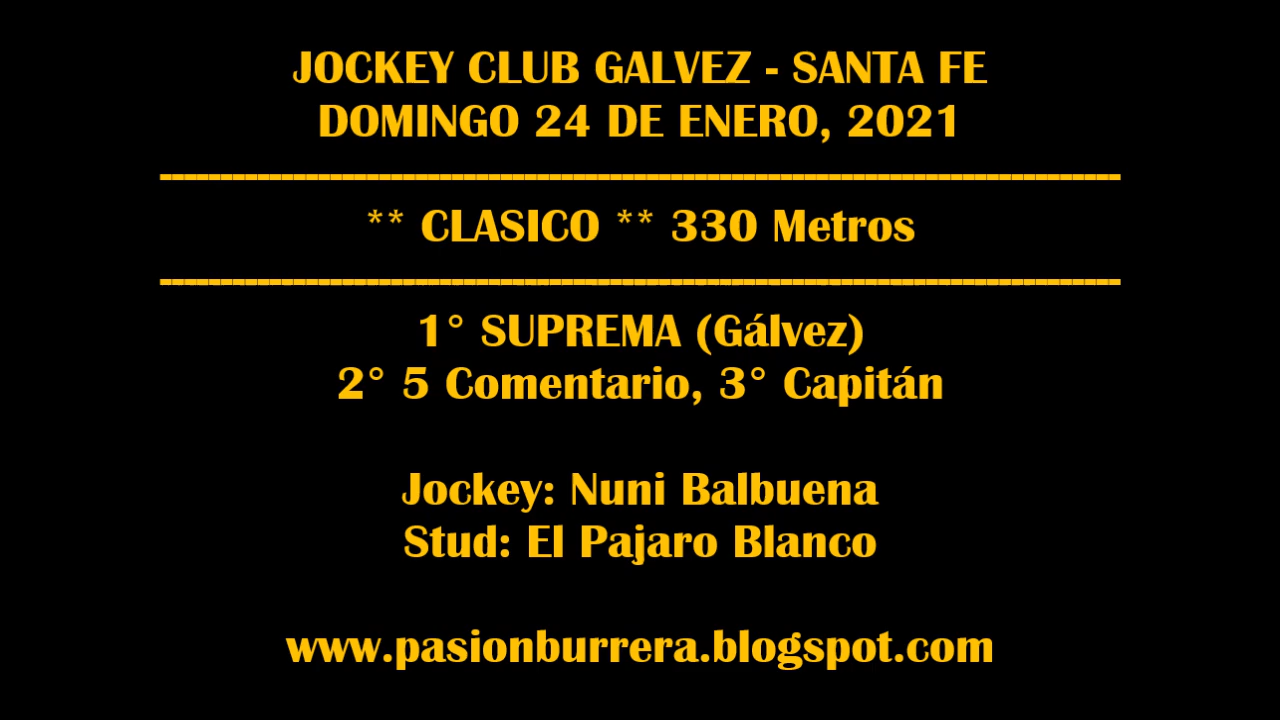 JOCKEY CLUB GALVEZ - SANTA FE
DOMINGO 24 DE ENERO, 2021
--------------------------------------------------------------------------------
** CLASICO ** 330 Metros
--------------------------------------------------------------------------------
1° SUPREMA (Gálvez)
2° 5 Comentario, 3° Capitán
Jockey: Nuni Balbuena
Stud: El Pajaro Blanco
www.pasionburrera.blogspot.com